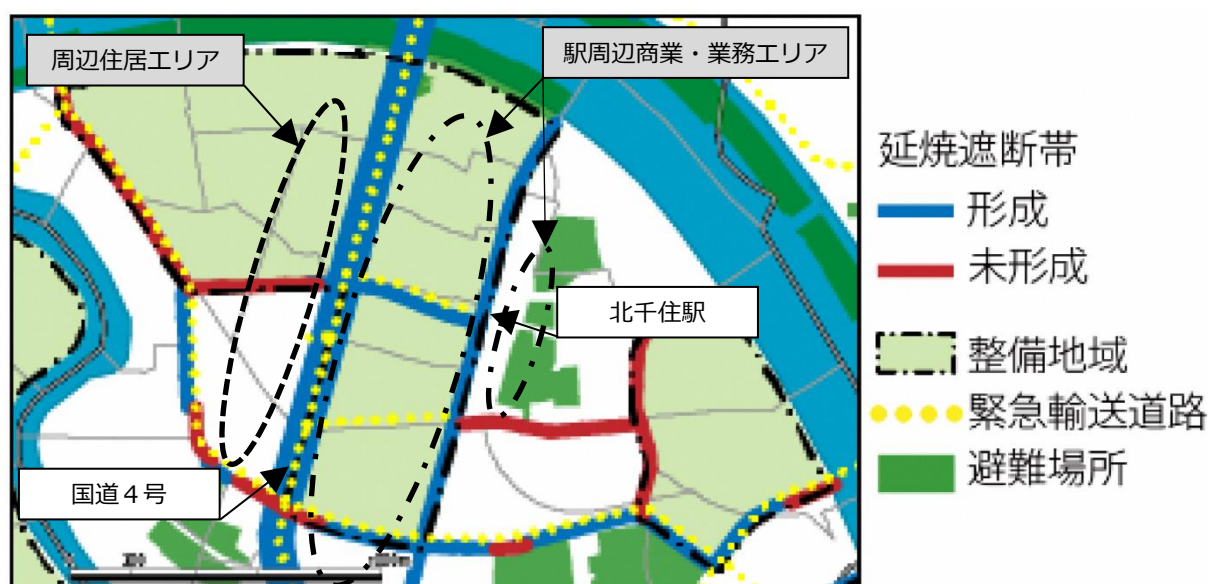 周辺住居エリア
駅周辺商業・業務エリア
北千住駅
国道4号
延焼遮断帯
形成
未形成
整備地域
緊急輸送道路
避難場所